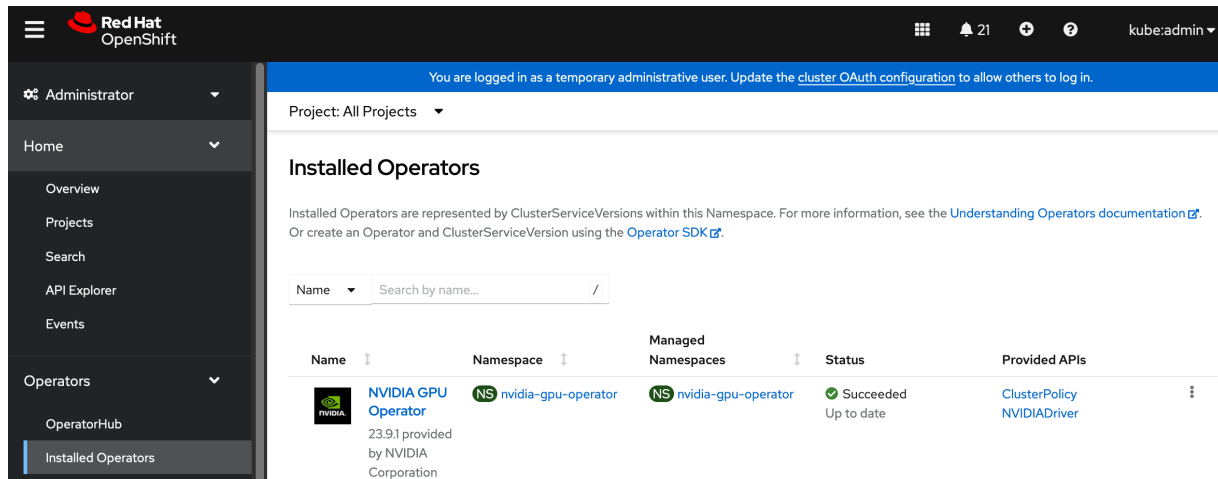 Red Hat
OpenShift
21
kube:admin
You are logged in as a temporary administrative user. Update the cluster OAuth configuration to allow others to log in.
Administrator
Home
Overview
Projects
Search
API Explorer
Events
Operators
OperatorHub
Installed Operators
Project: All Projects
Installed Operators
Installed Operators are represented by ClusterServiceVersions within this Namespace. For more information, see the Understanding Operators documentation.
Or create an Operator and ClusterServiceVersion using the Operator SDK.
Name
Search by name...
/
Name
Namespace
Managed
Namespaces
Status
Provided APIs
NVIDIA.
NVIDIA GPU
Operator
23.9.1 provided
by NVIDIA
Corporation
NS nvidia-gpu-operator
NS nvidia-gpu-operator
Succeeded
Up to date
ClusterPolicy
NVIDIADriver